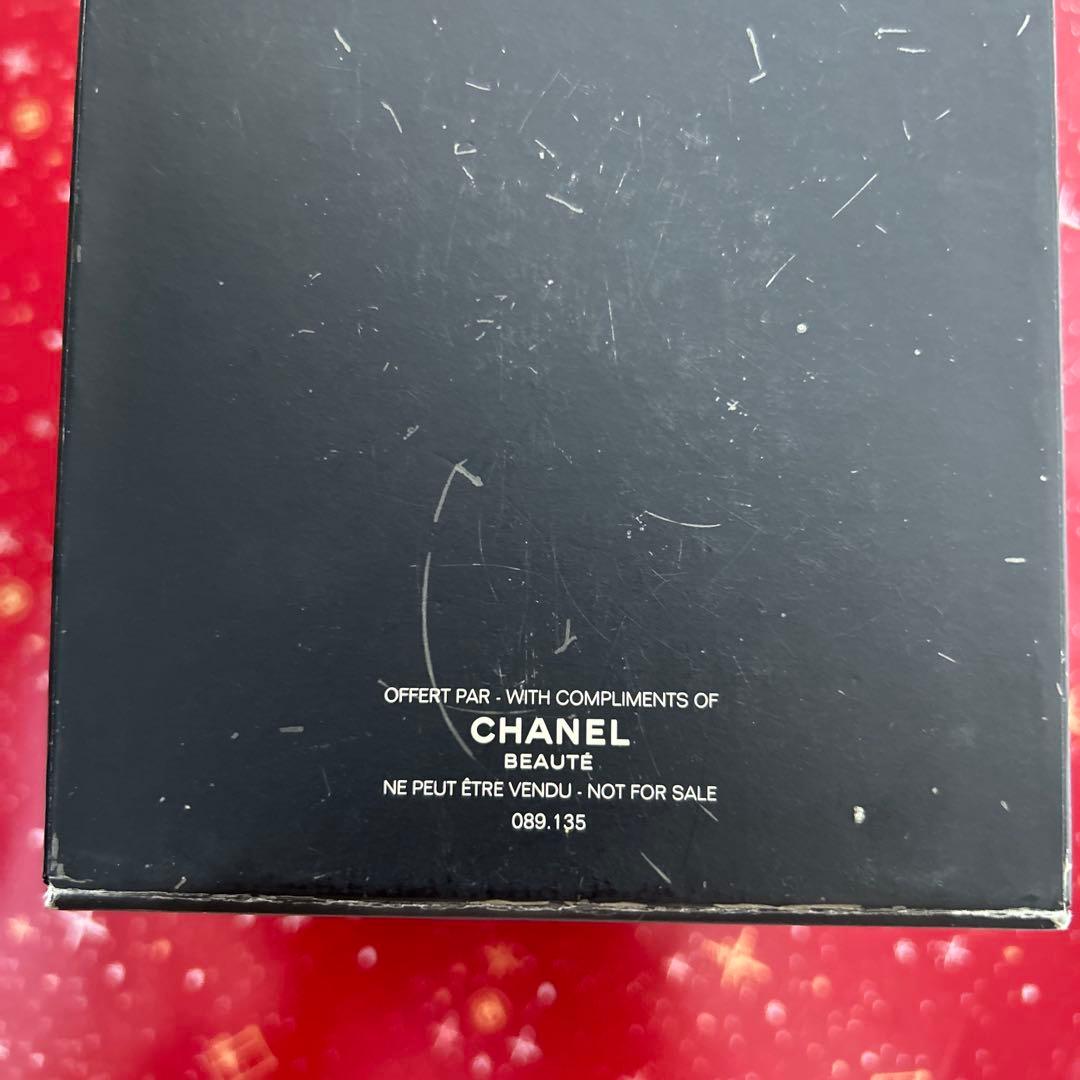 OFFERT PAR - WITH COMPLIMENTS OF
CHANEL
BEAUTÉ
NE PEUT ÊTRE VENDU - NOT FOR SALE
089.135